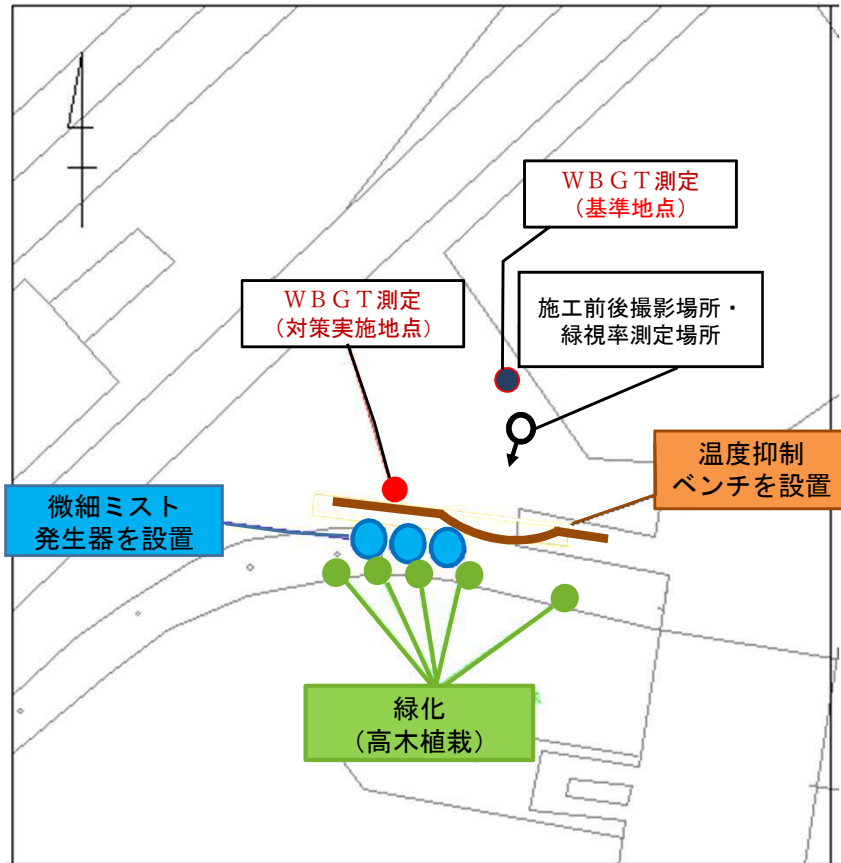 ＷＢＧＴ測定
（基準地点）
ＷＢＧＴ測定
（対策実施地点）
施工前後撮影場所・
緑視率測定場所
温度抑制
ベンチを設置
微細ミスト
発生器を設置
緑化
（高木植栽）